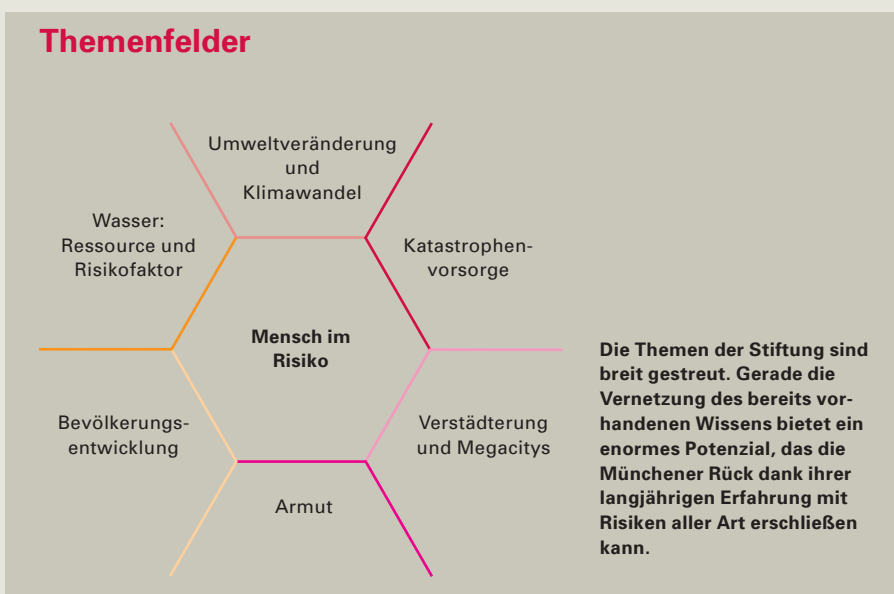 Themenfelder
Umweltveränderung
und
Klimawandel
Wasser:
Ressource und
Risikofaktor
Katastrophen-
vorsorge
Mensch im
Risiko
Bevölkerungs-
entwicklung
Verstädterung
und Megacitys
Armut
Die Themen der Stiftung sind
breit gestreut. Gerade die
Vernetzung des bereits vor-
handenen Wissens bietet ein
enormes Potenzial, das die
Münchener Rück dank ihrer
langjährigen Erfahrung mit
Risiken aller Art erschließen
kann.